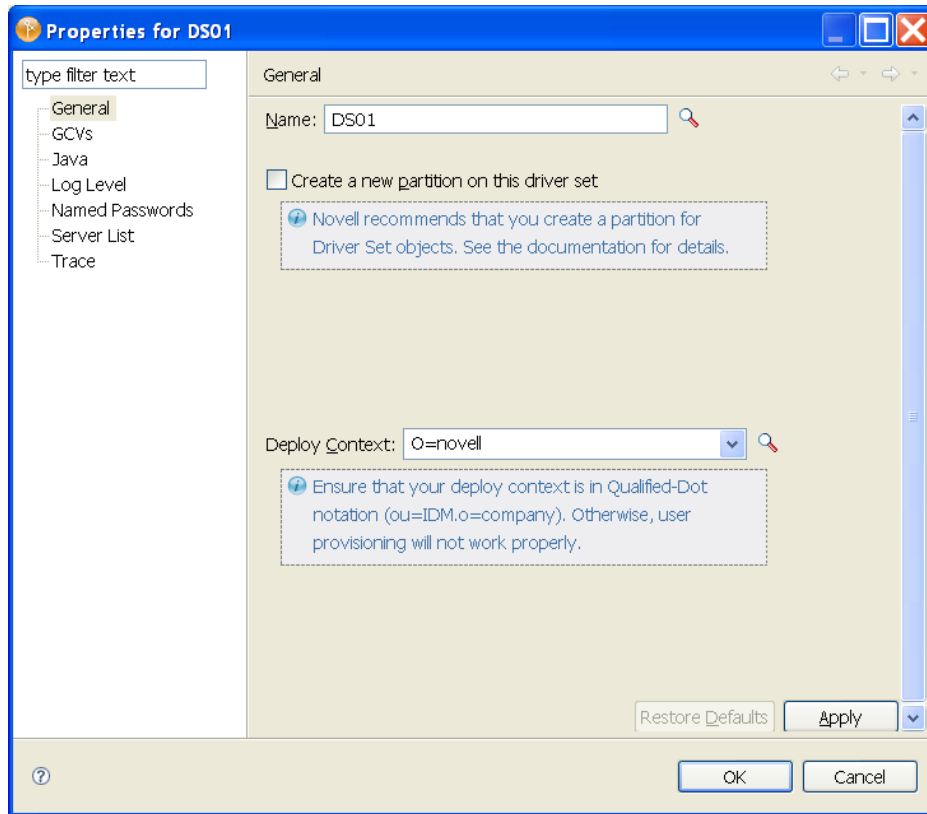 Properties for DS01
type filter text
General
GCVs
Java
Log Level
Named Passwords
Server List
Trace
General
Name: DS01
Create a new partition on this driver set
Novell recommends that you create a partition for
Driver Set objects. See the documentation for details.
Deploy Context: O=novell
Ensure that your deploy context is in Qualified-Dot
notation (ou=IDM.o=company). Otherwise, user
provisioning will not work properly.
Restore Defaults Apply
OK Cancel